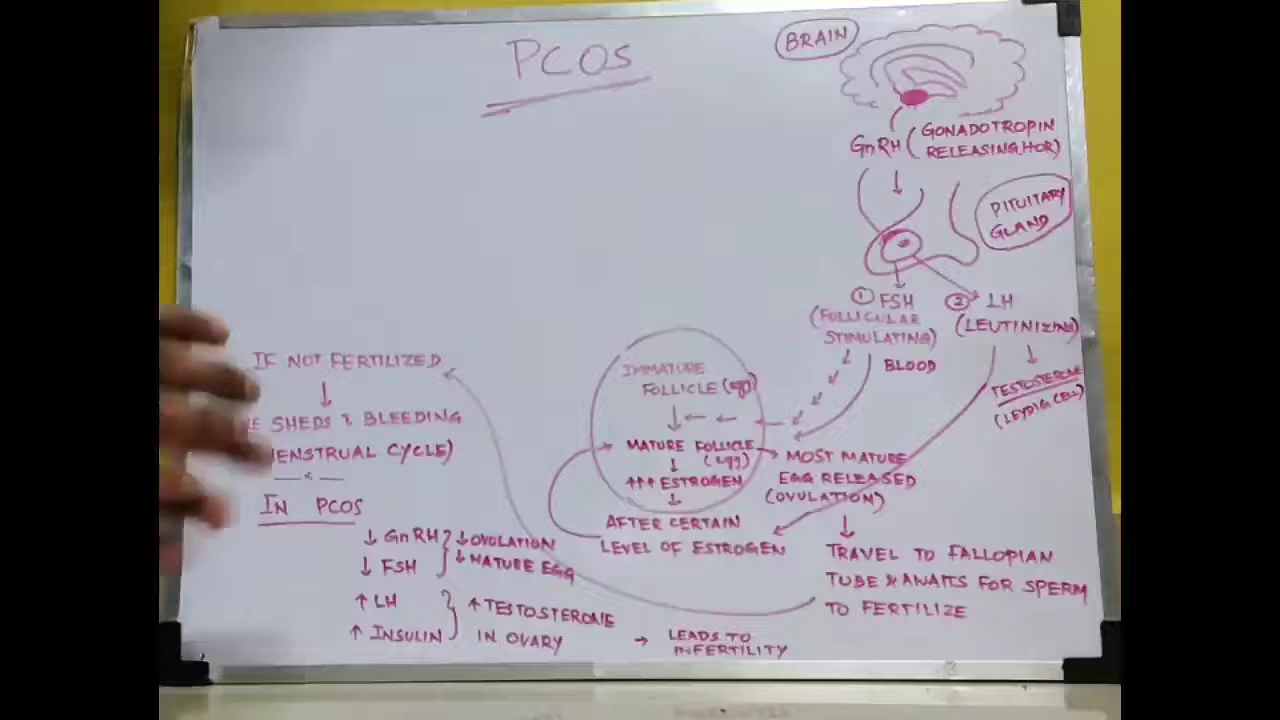 PCOS
BRAIN
GnRH (GONADOTROPIN
RELEASING HOR)
PITUITARY
GLAND
① FSH
(FOLLICULAR
STIMULATING)
② LH
(LEUTINIZING)
BLOOD
TESTOSTERONE
(LEYDIG CELL)
IMMATURE
FOLLICLE (egg)
↓
MATURE FOLLICLE
(egg)
↓
↑↑↑ ESTROGEN
↓
AFTER CERTAIN
LEVEL OF ESTROGEN
MOST MATURE
EGG RELEASED
(OVULATION)
↓
TRAVEL TO FALLOPIAN
TUBE & AWAITS FOR SPERM
TO FERTILIZE
IF NOT FERTILIZED
↓
SHEDS & BLEEDING
MENSTRUAL CYCLE)
IN PCOS
↓ GnRH } ↓ OVULATION
↓ FSH } ↓ MATURE EGG
↑ LH } ↑ TESTOSTERONE
↑ INSULIN } IN OVARY → LEADS TO
INFERTILITY